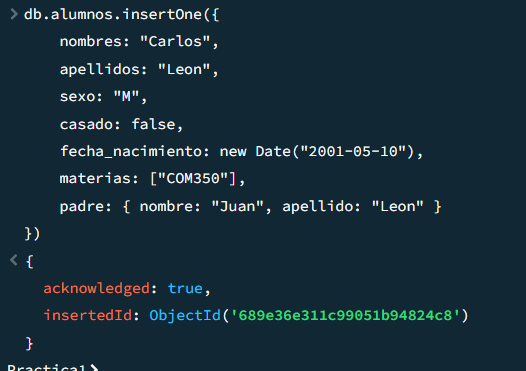 > db.alumnos.insertOne({
nombres: "Carlos",
apellidos: "Leon",
sexo: "M",
casado: false,
fecha_nacimiento: new Date("2001-05-10"),
materias: ["COM350"],
padre: { nombre: "Juan", apellido: "Leon" }
})
< {
acknowledged: true,
insertedId: ObjectId('689e36e311c99051b94824c8')
}
Practica1>